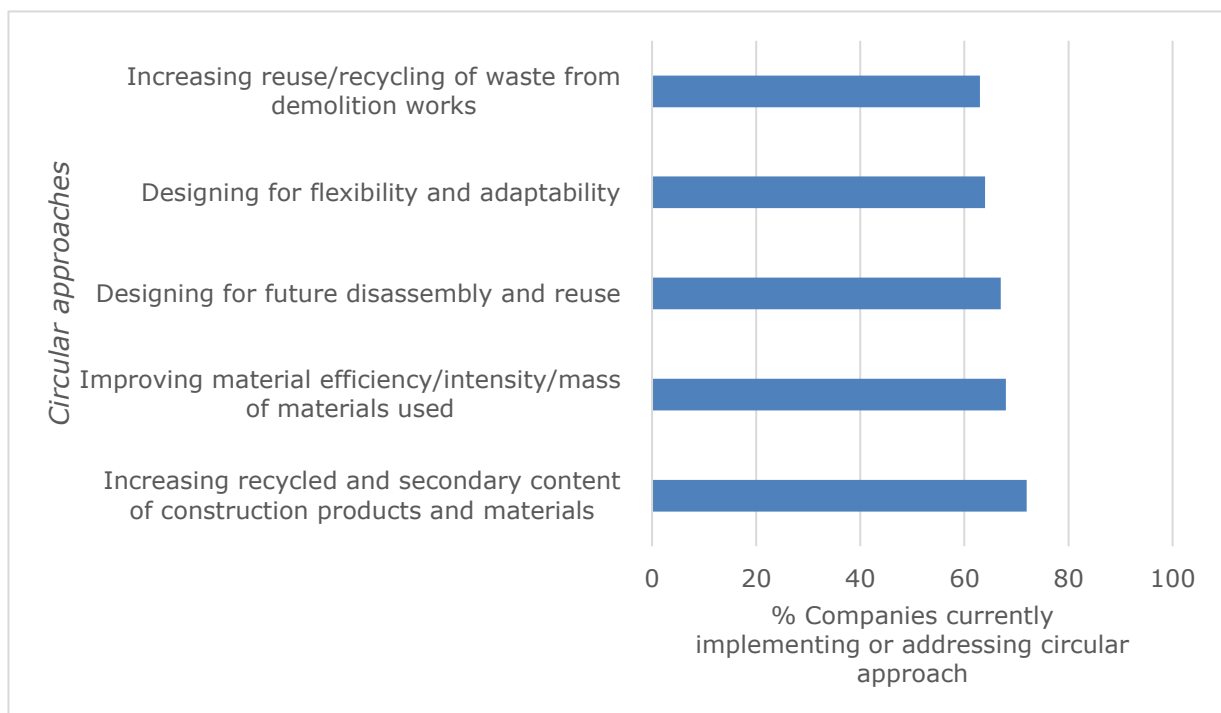 Circular approaches
Increasing reuse/recycling of waste from
demolition works
Designing for flexibility and adaptability
Designing for future disassembly and reuse
Improving material efficiency/intensity/mass
of materials used
Increasing recycled and secondary content
of construction products and materials
0 20 40 60 80 100
% Companies currently
implementing or addressing circular
approach